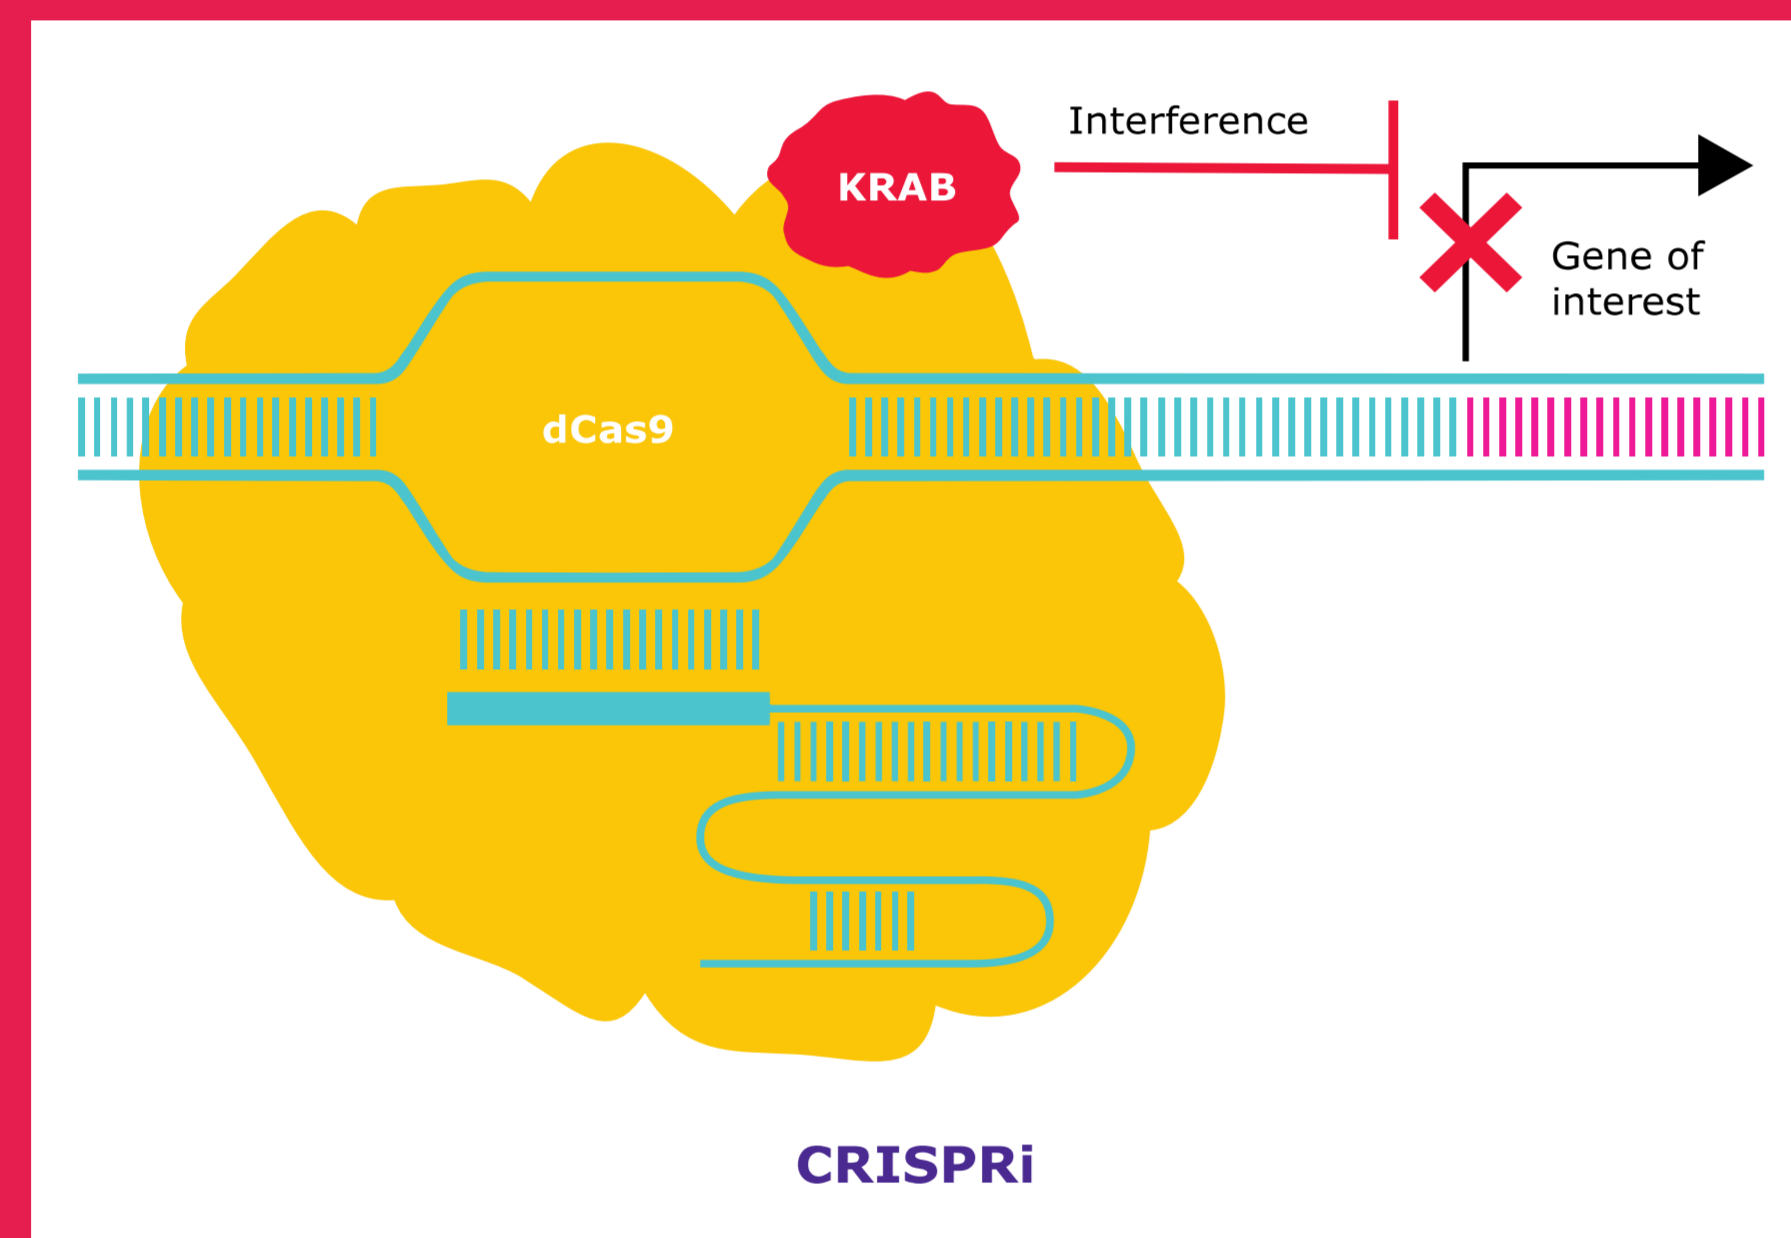 Interference
KRAB
Gene of
interest
dCas9
CRISPRi